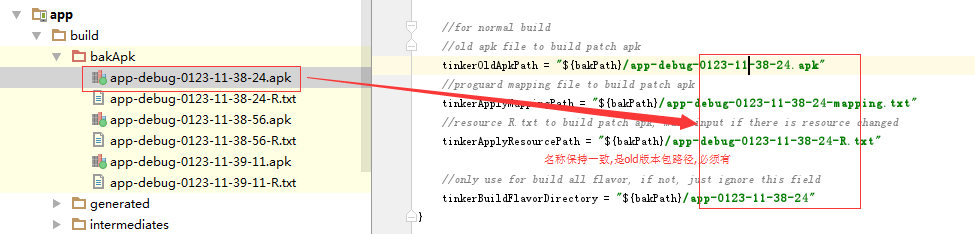 app
build
bakApk
app-debug-0123-11-38-24.apk
app-debug-0123-11-38-24-R.txt
app-debug-0123-11-38-56.apk
app-debug-0123-11-38-56-R.txt
app-debug-0123-11-39-11.apk
app-debug-0123-11-39-11-R.txt
generated
intermediates
//for normal build
//old apk file to build patch apk
tinkerOldApkPath = "${bakPath}/app-debug-0123-11-38-24.apk"
//proguard mapping file to build patch apk
tinkerApplyMappingPath = "${bakPath}/app-debug-0123-11-38-24-mapping.txt"
//resource R.txt to build patch apk, input if there is resource changed
tinkerApplyResourcePath = "${bakPath}/app-debug-0123-11-38-24-R.txt"
名称保持一致,是old版本包路径,必须有
//only use for build all flavor, if not, just ignore this field
tinkerBuildFlavorDirectory = "${bakPath}/app-0123-11-38-24"
}